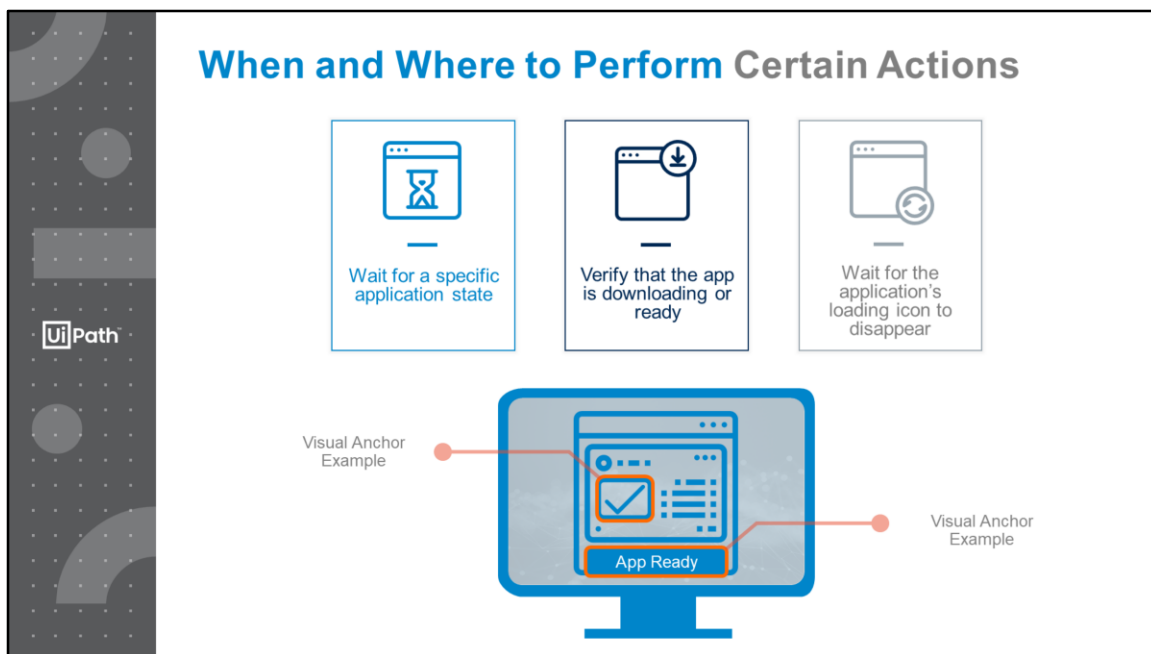 When and Where to Perform Certain Actions
Wait for a specific
application state
Verify that the app
is downloading or
ready
Wait for the
application’s
loading icon to
disappear
UiPath™
Visual Anchor
Example
App Ready
Visual Anchor
Example